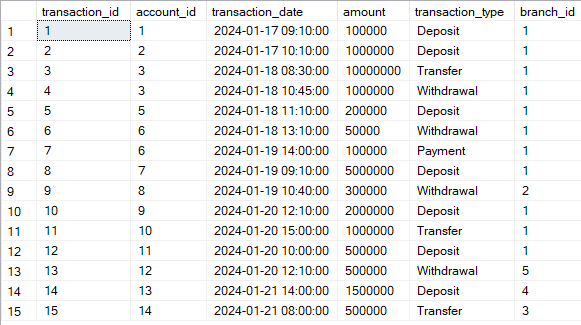 transaction_id account_id transaction_date amount transaction_type branch_id
1 1 1 2024-01-17 09:10:00 100000 Deposit 1
2 2 2 2024-01-17 10:10:00 1000000 Deposit 1
3 3 3 2024-01-18 08:30:00 10000000 Transfer 1
4 4 3 2024-01-18 10:45:00 1000000 Withdrawal 1
5 5 5 2024-01-18 11:10:00 200000 Deposit 1
6 6 6 2024-01-18 13:10:00 50000 Withdrawal 1
7 7 6 2024-01-19 14:00:00 100000 Payment 1
8 8 7 2024-01-19 09:10:00 5000000 Deposit 1
9 9 8 2024-01-19 10:40:00 300000 Withdrawal 2
10 10 9 2024-01-20 12:10:00 2000000 Deposit 1
11 11 10 2024-01-20 15:00:00 1000000 Transfer 1
12 12 11 2024-01-20 10:00:00 500000 Deposit 1
13 13 12 2024-01-20 12:10:00 500000 Withdrawal 5
14 14 13 2024-01-21 14:00:00 1500000 Deposit 4
15 15 14 2024-01-21 08:00:00 500000 Transfer 3